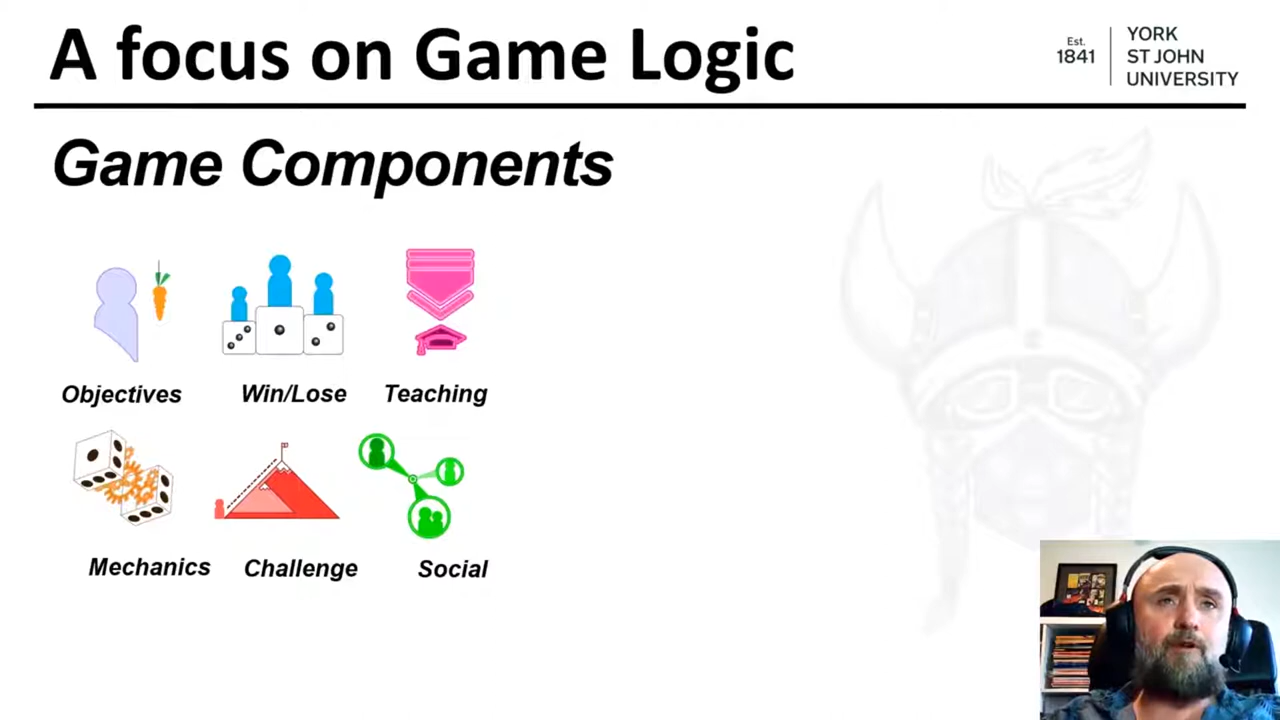 A focus on Game Logic
Est.
1841
YORK
ST JOHN
UNIVERSITY
Game Components
Objectives
Win/Lose
Teaching
Mechanics
Challenge
Social